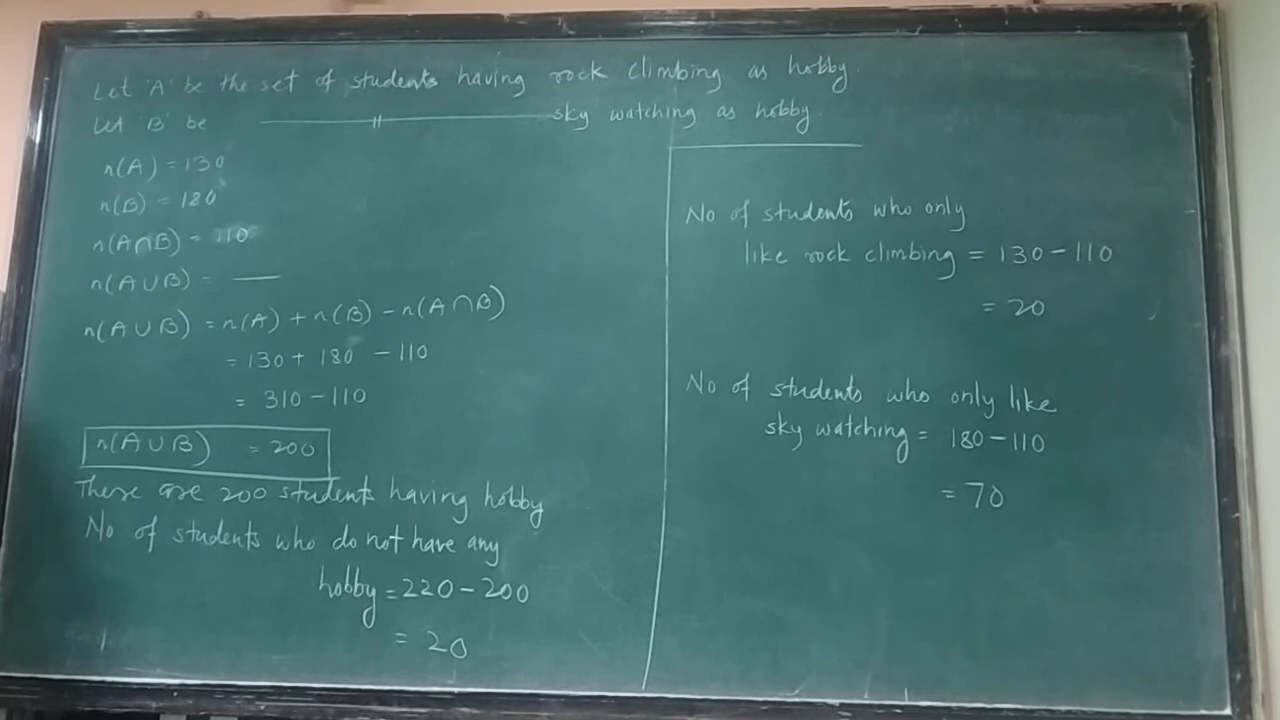 Let 'A' be the set of students having rock climbing as hobby.
Let 'B' be —————〃————— sky watching as hobby.
n(A) = 130
n(B) = 180
n(A∩B) = 110
n(A∪B) = ——
n(A∪B) = n(A) + n(B) - n(A∩B)
= 130 + 180 - 110
= 310 - 110
n(A∪B) = 200
These are 200 students having hobby
No of students who do not have any
hobby = 220 - 200
= 20
No of students who only
like rock climbing = 130 - 110
= 20
No of students who only like
sky watching = 180 - 110
= 70